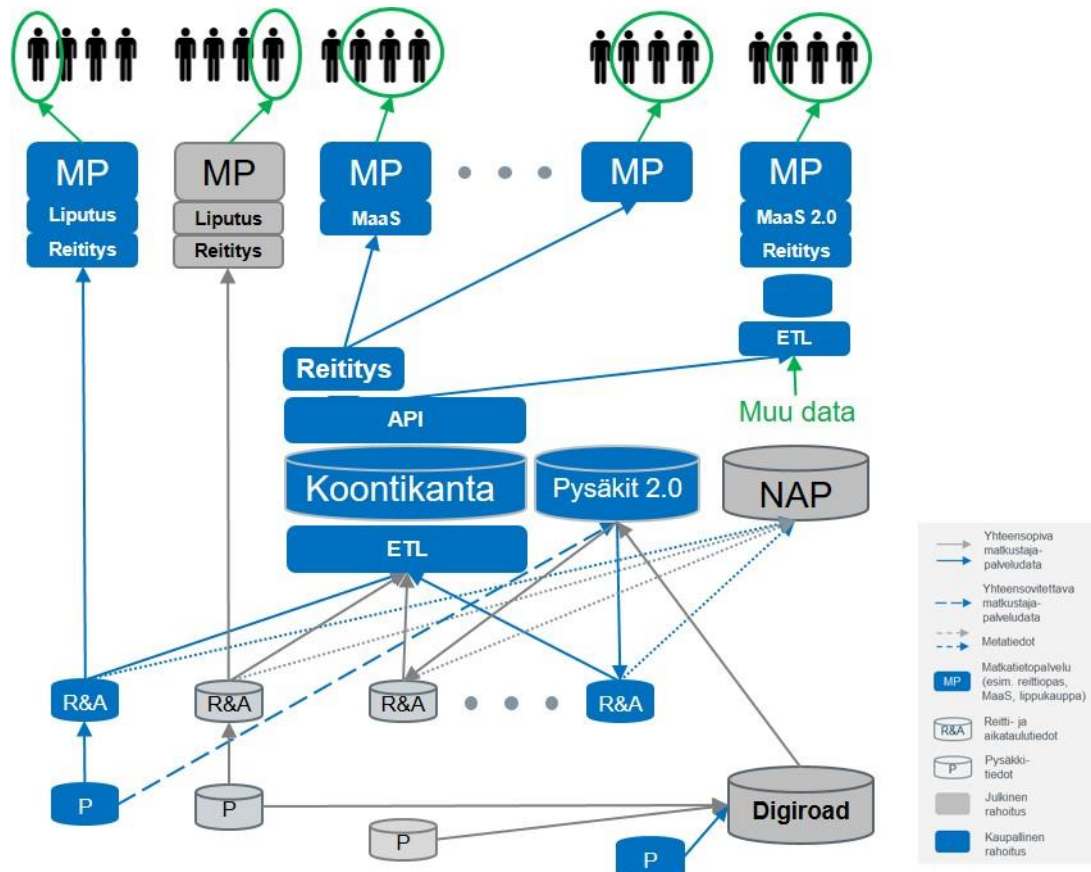 MP
Liputus
Reititys
MP
Liputus
Reititys
MP
MaaS
MP
MP
MaaS 2.0
Reititys
ETL
Muu data
Reititys
API
Koontikanta
Pysäkit 2.0
NAP
ETL
R&A
R&A
R&A
R&A
P
P
P
P
Digiroad
Yhteensopiva
matkustaja-
palveludata
Yhteensovitettava
matkustaja-
palveludata
Metatiedot
MP
Matkatietopalvelu
(esim. reittiopas,
MaaS, lippukauppa)
R&A
Reitti- ja
aikataulutiedot
P
Pysäkki-
tiedot
Julkinen
rahoitus
Kaupallinen
rahoitus